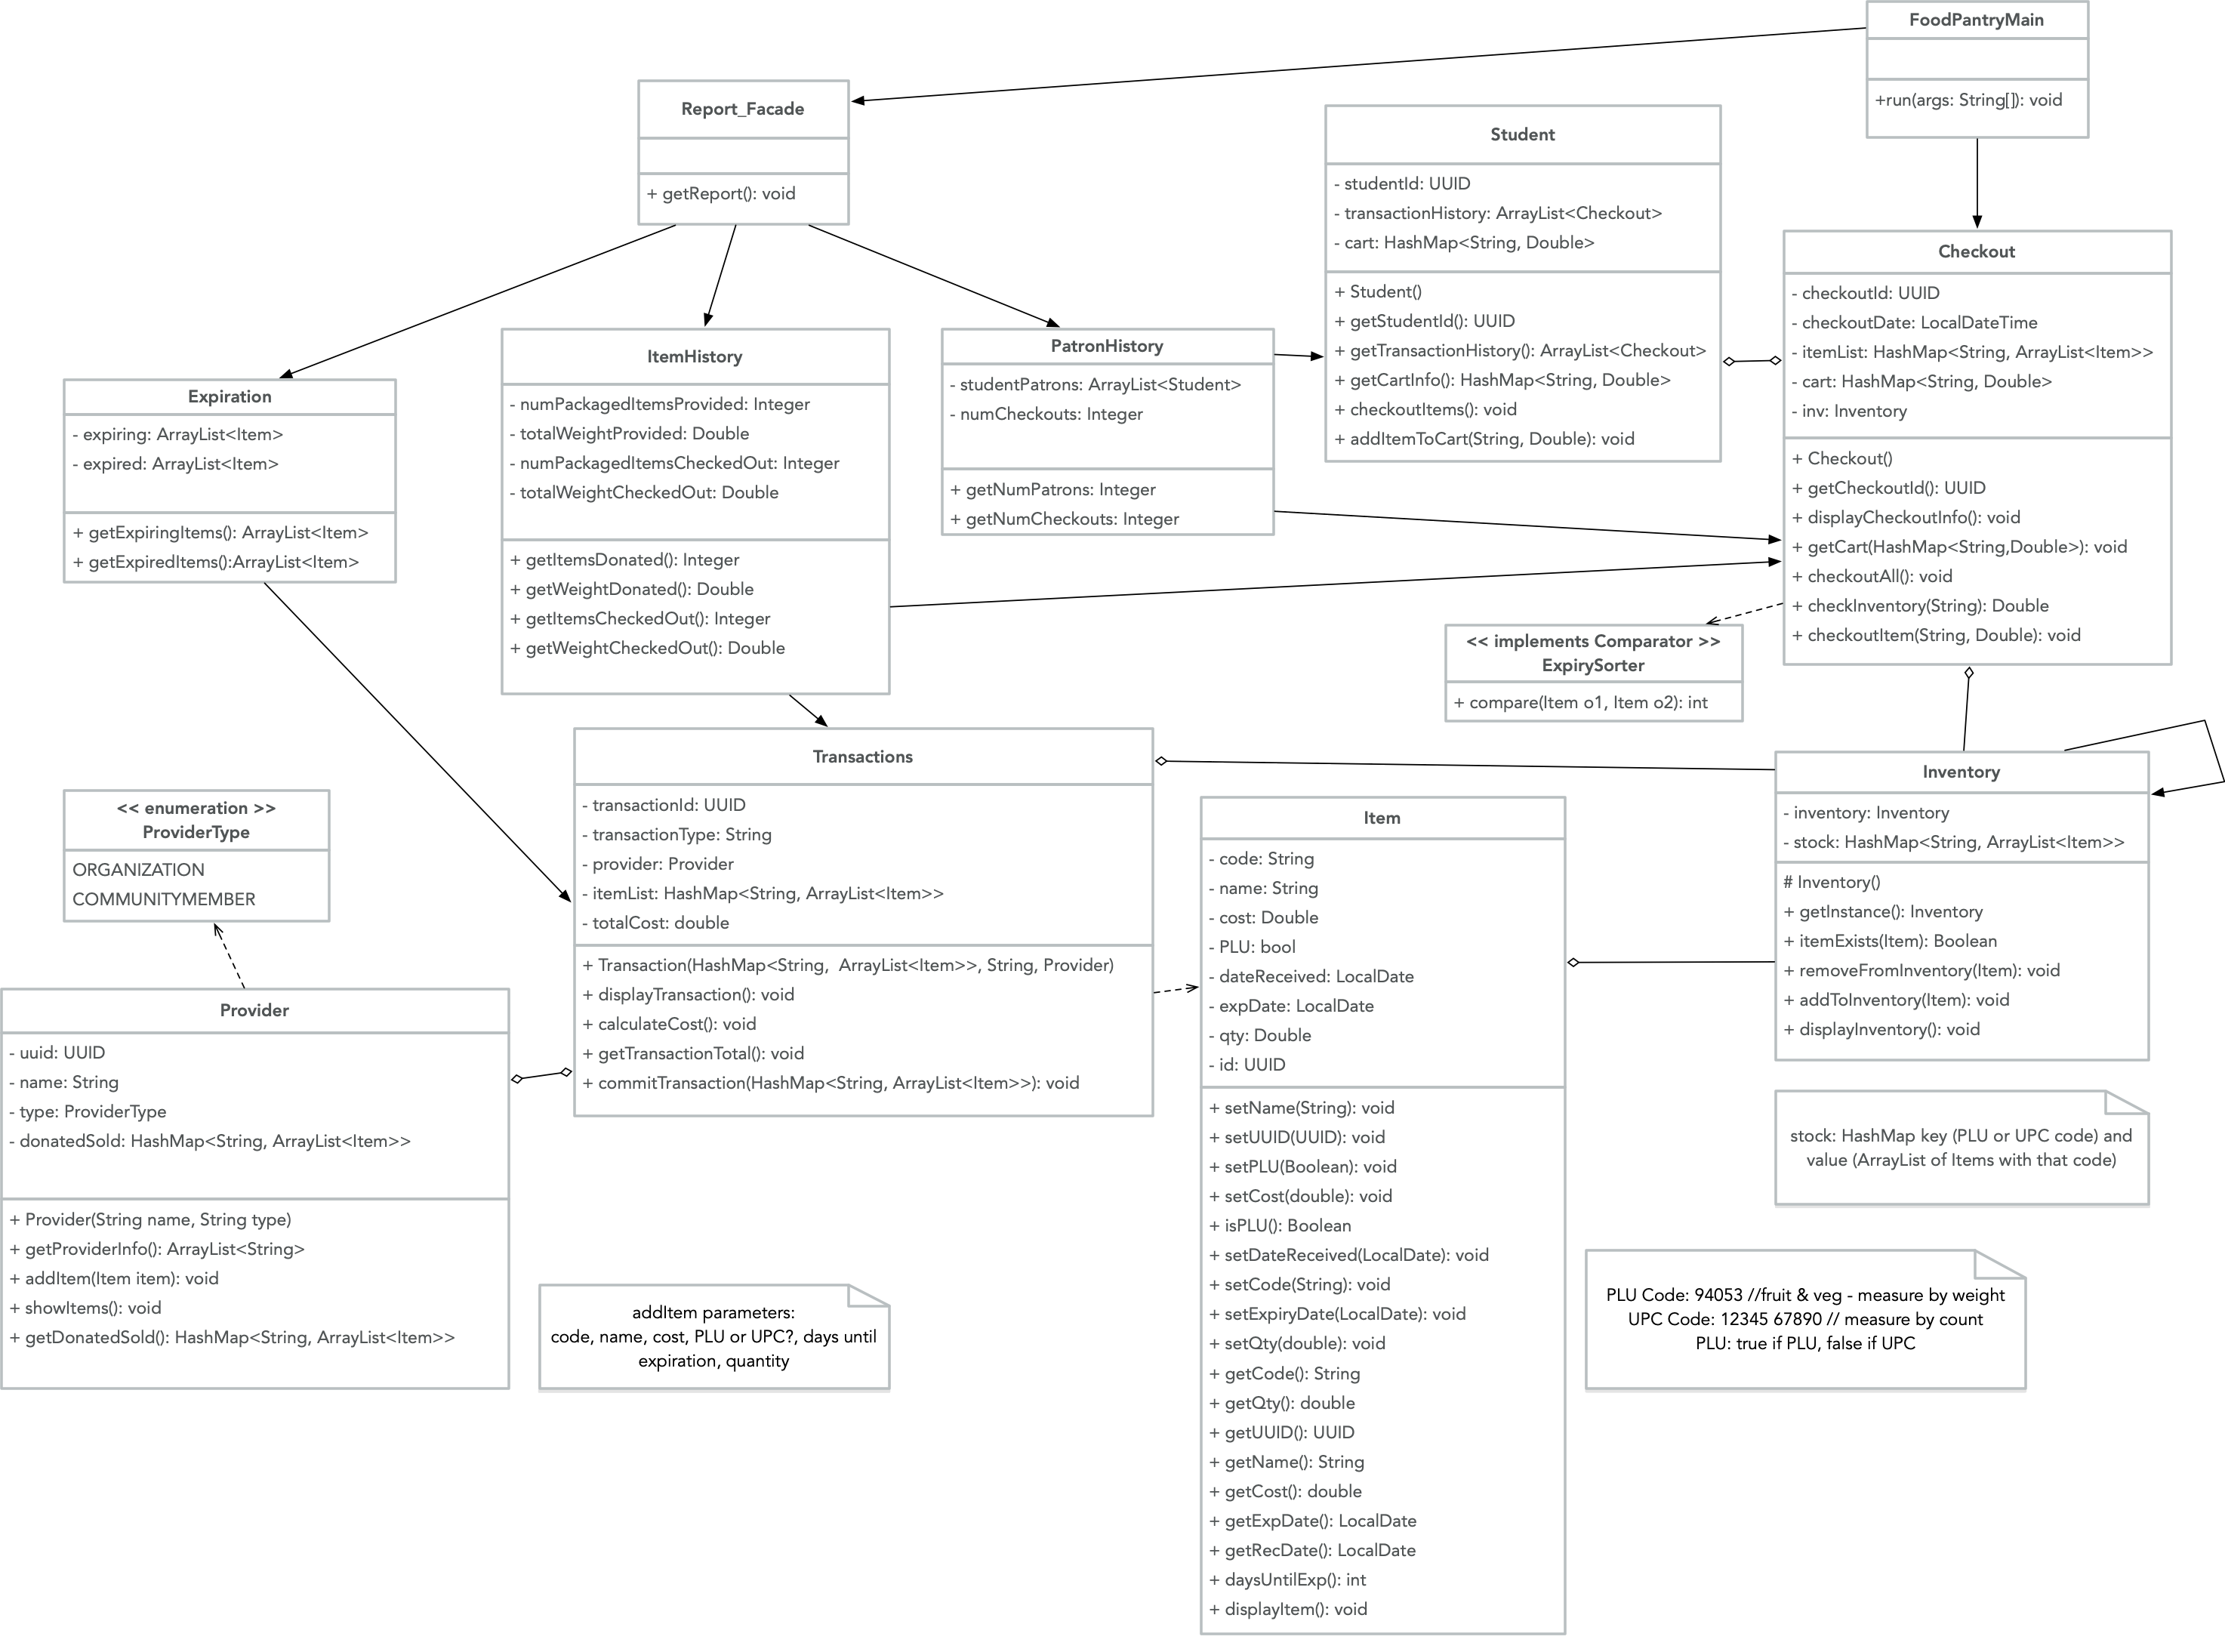 FoodPantryMain
+run(args: String[]): void
Report_Facade
+ getReport(): void
Student
- studentId: UUID
- transactionHistory: ArrayList<Checkout>
- cart: HashMap<String, Double>
+ Student()
+ getStudentId(): UUID
+ getTransactionHistory(): ArrayList<Checkout>
+ getCartInfo(): HashMap<String, Double>
+ checkoutItems(): void
+ addItemToCart(String, Double): void
Checkout
- checkoutId: UUID
- checkoutDate: LocalDateTime
- itemList: HashMap<String, ArrayList<Item>>
- cart: HashMap<String, Double>
- inv: Inventory
+ Checkout()
+ getCheckoutId(): UUID
+ displayCheckoutInfo(): void
+ getCart(HashMap<String,Double>): void
+ checkoutAll(): void
+ checkInventory(String): Double
+ checkoutItem(String, Double): void
Expiration
- expiring: ArrayList<Item>
- expired: ArrayList<Item>
+ getExpiringItems(): ArrayList<Item>
+ getExpiredItems():ArrayList<Item>
ItemHistory
- numPackagedItemsProvided: Integer
- totalWeightProvided: Double
- numPackagedItemsCheckedOut: Integer
- totalWeightCheckedOut: Double
+ getItemsDonated(): Integer
+ getWeightDonated(): Double
+ getItemsCheckedOut(): Integer
+ getWeightCheckedOut(): Double
PatronHistory
- studentPatrons: ArrayList<Student>
- numCheckouts: Integer
+ getNumPatrons: Integer
+ getNumCheckouts: Integer
<< implements Comparator >>
ExpirySorter
+ compare(Item o1, Item o2): int
Transactions
- transactionId: UUID
- transactionType: String
- provider: Provider
- itemList: HashMap<String, ArrayList<Item>>
- totalCost: double
+ Transaction(HashMap<String,  ArrayList<Item>>, String, Provider)
+ displayTransaction(): void
+ calculateCost(): void
+ getTransactionTotal(): void
+ commitTransaction(HashMap<String, ArrayList<Item>>): void
Inventory
- inventory: Inventory
- stock: HashMap<String, ArrayList<Item>>
# Inventory()
+ getInstance(): Inventory
+ itemExists(Item): Boolean
+ removeFromInventory(Item): void
+ addToInventory(Item): void
+ displayInventory(): void
<< enumeration >>
ProviderType
ORGANIZATION
COMMUNITYMEMBER
Item
- code: String
- name: String
- cost: Double
- PLU: bool
- dateReceived: LocalDate
- expDate: LocalDate
- qty: Double
- id: UUID
+ setName(String): void
+ setUUID(UUID): void
+ setPLU(Boolean): void
+ setCost(double): void
+ isPLU(): Boolean
+ setDateReceived(LocalDate): void
+ setCode(String): void
+ setExpiryDate(LocalDate): void
+ setQty(double): void
+ getCode(): String
+ getQty(): double
+ getUUID(): UUID
+ getName(): String
+ getCost(): double
+ getExpDate(): LocalDate
+ getRecDate(): LocalDate
+ daysUntilExp(): int
+ displayItem(): void
Provider
- uuid: UUID
- name: String
- type: ProviderType
- donatedSold: HashMap<String, ArrayList<Item>>
+ Provider(String name, String type)
+ getProviderInfo(): ArrayList<String>
+ addItem(Item item): void
+ showItems(): void
+ getDonatedSold(): HashMap<String, ArrayList<Item>>
stock: HashMap key (PLU or UPC code) and
value (ArrayList of Items with that code)
addItem parameters:
code, name, cost, PLU or UPC?, days until
expiration, quantity
PLU Code: 94053 //fruit & veg - measure by weight
UPC Code: 12345 67890 // measure by count
PLU: true if PLU, false if UPC